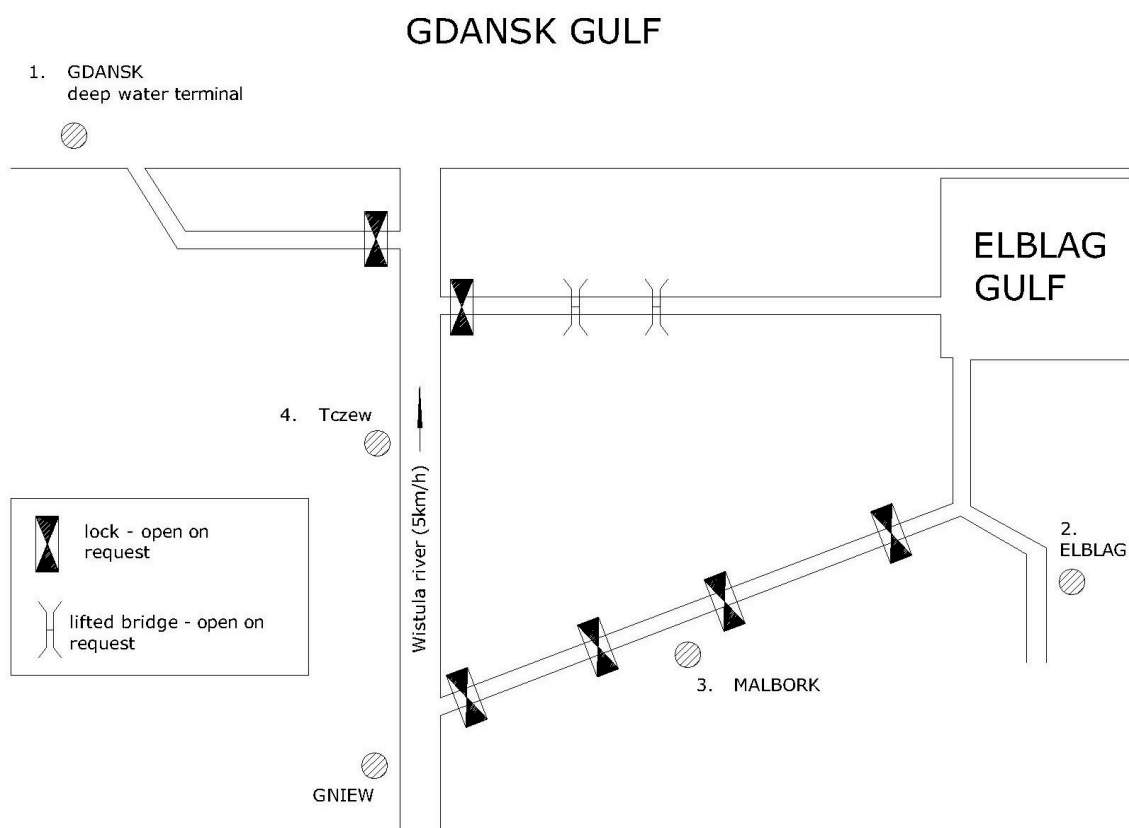 GDANSK GULF
1. GDANSK
deep water terminal
ELBLAG
GULF
4. Tczew
Wistula river (5km/h)
lock - open on
request
lifted bridge - open on
request
2.
ELBLAG
3. MALBORK
GNIEW